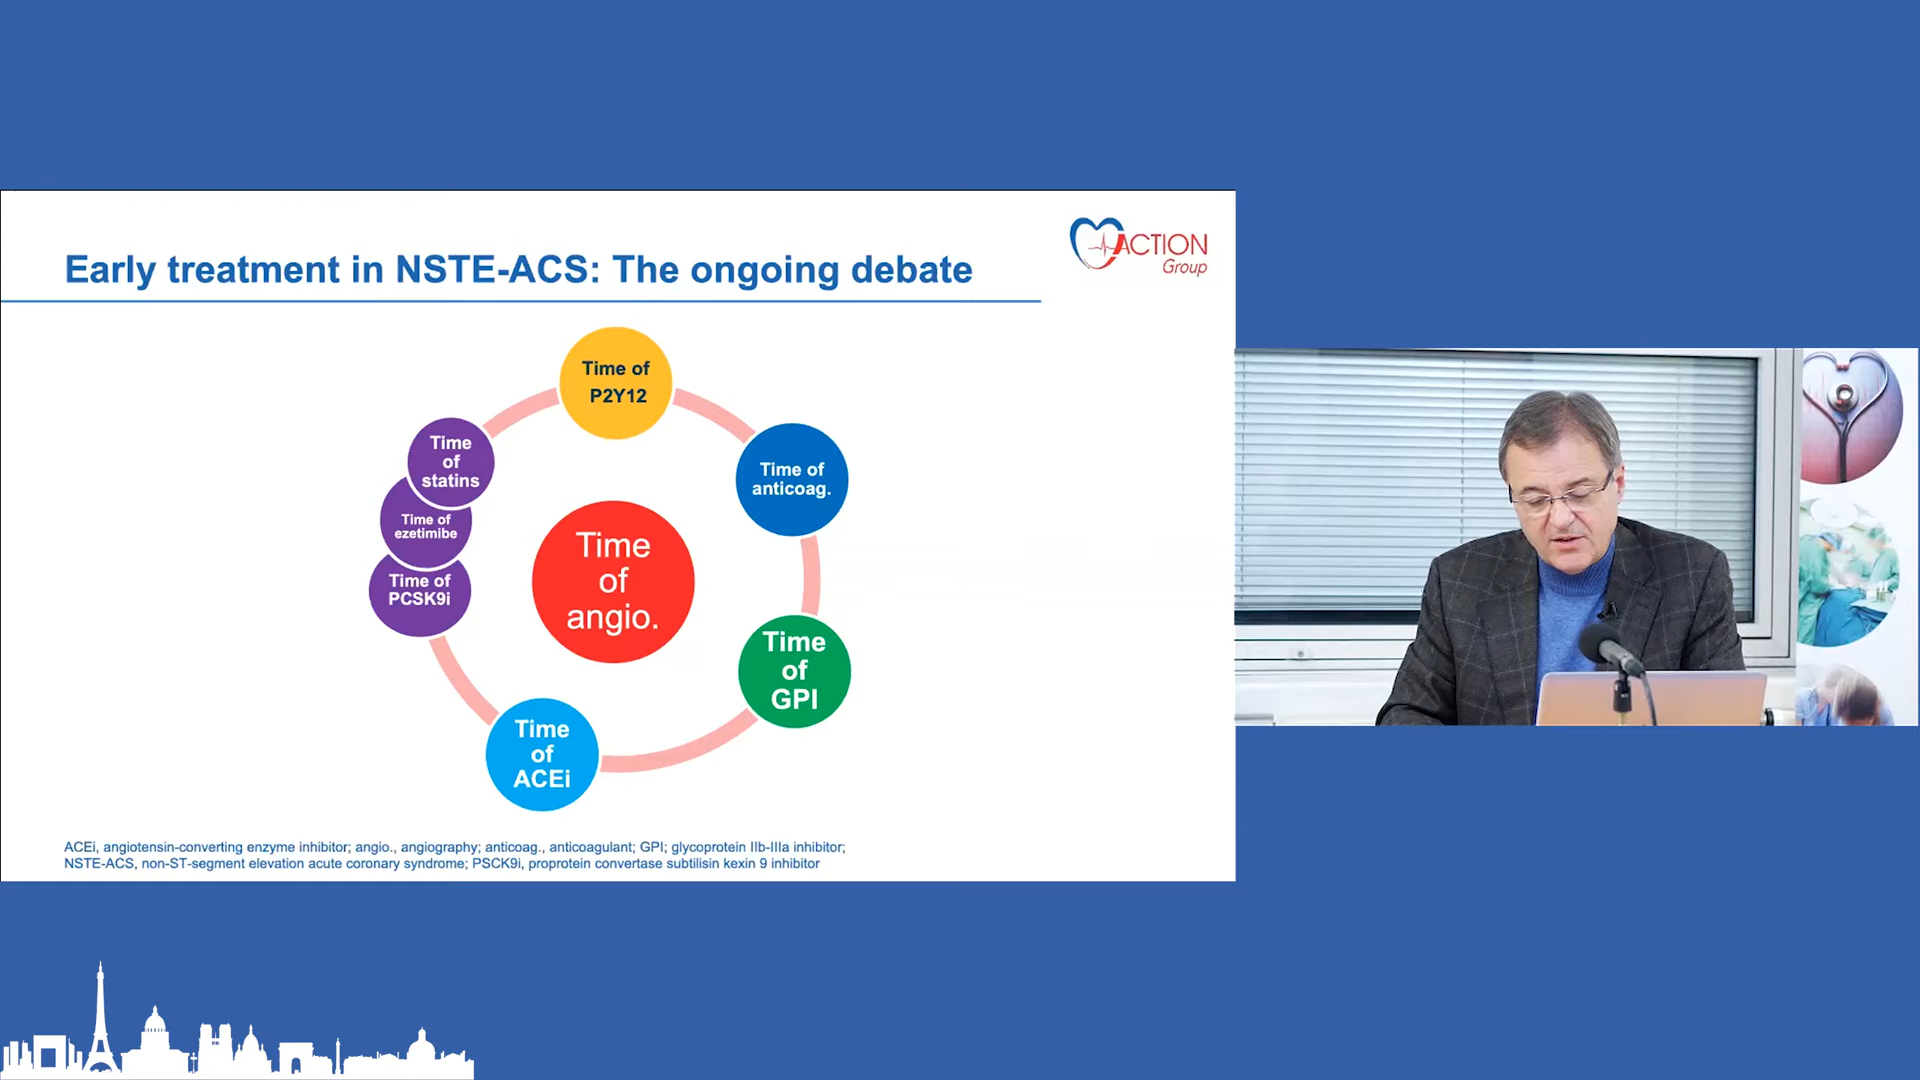 ACTION
Group
Early treatment in NSTE-ACS: The ongoing debate
Time of
P2Y12
Time of
anticoag.
Time
of
GPI
Time
of
ACEi
Time of
PCSK9i
Time of
ezetimibe
Time
of
statins
Time
of
angio.
ACEi, angiotensin-converting enzyme inhibitor; angio., angiography; anticoag., anticoagulant; GPI; glycoprotein IIb-IIIa inhibitor;
NSTE-ACS, non-ST-segment elevation acute coronary syndrome; PSCK9i, proprotein convertase subtilisin kexin 9 inhibitor